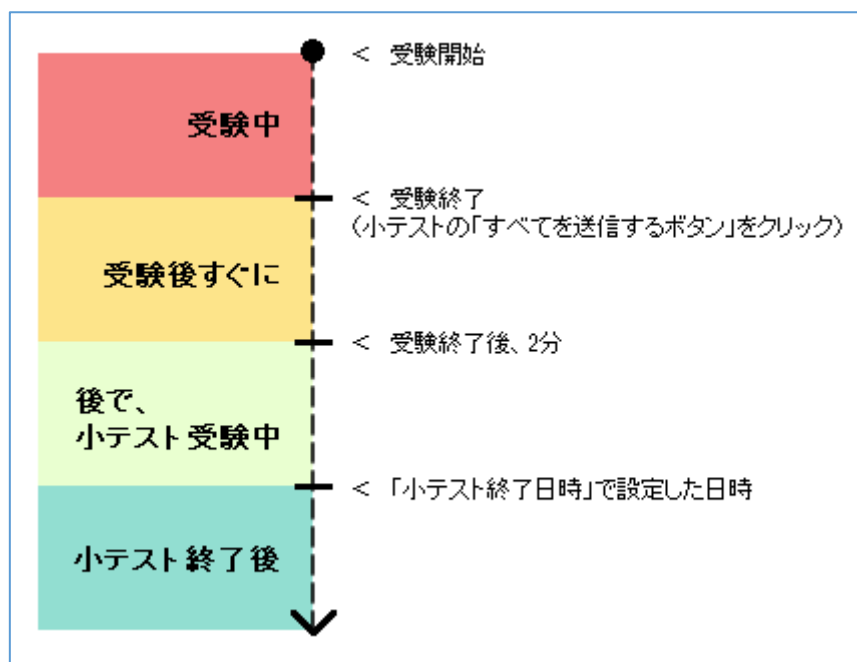 ＜ 受験開始
受験中
＜ 受験終了
（小テストの「すべてを送信するボタン」をクリック）
受験後すぐに
＜ 受験終了後、2分
後で、
小テスト受験中
＜ 「小テスト終了日時」で設定した日時
小テスト終了後